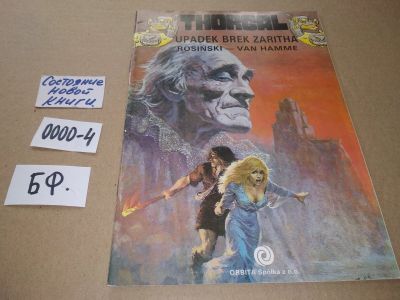 THORGAL
UPADEK BREK ZARITHA
ROSIŃSKI — VAN HAMME
Состояние
новой
книги.
0000-4
БФ.
ORBITA Spółka z o.o.